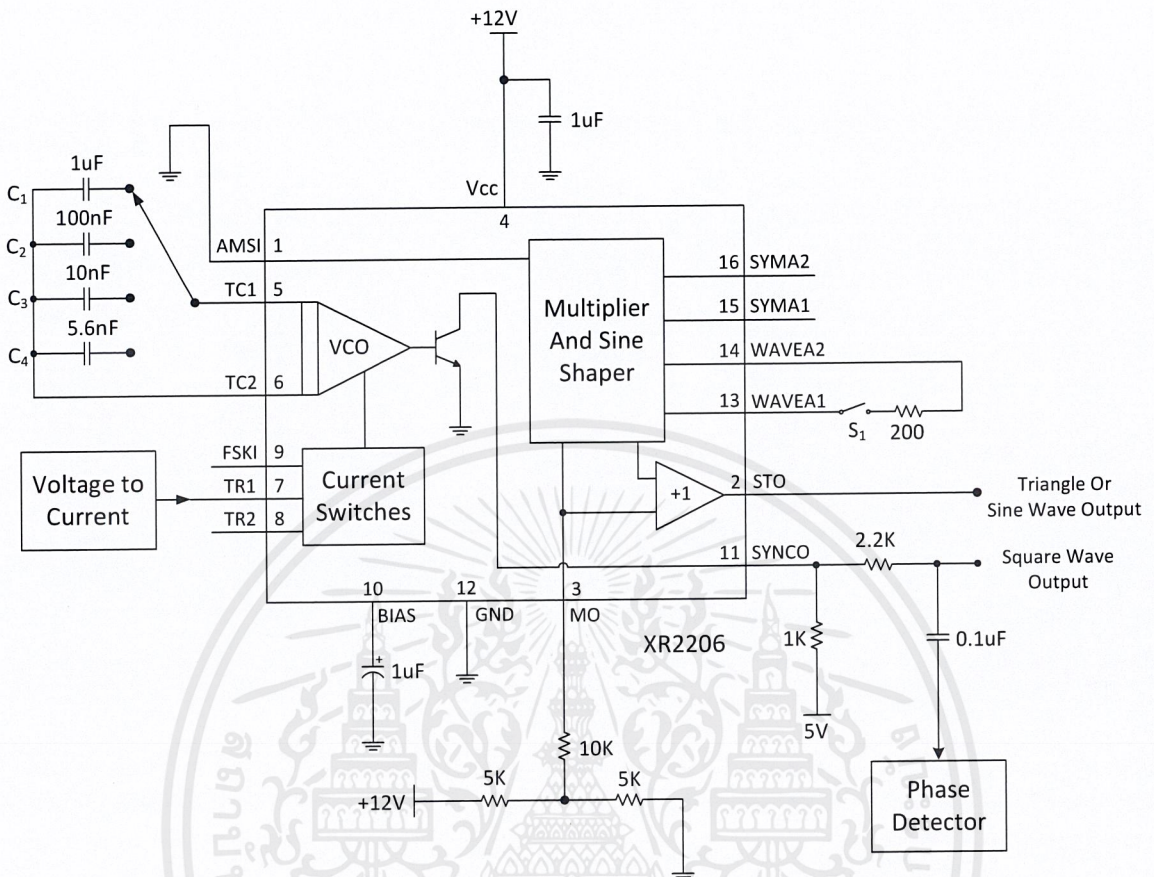 +12V
1uF
Vcc
4
C1
1uF
C2
100nF
C3
10nF
C4
5.6nF
AMSI 1
TC1 5
VCO
TC2 6
FSKI 9
TR1 7
TR2 8
Voltage to
Current
Current
Switches
Multiplier
And Sine
Shaper
16 SYMA2
15 SYMA1
14 WAVEA2
13 WAVEA1
S1
200
+1
2 STO
Triangle Or
Sine Wave Output
11 SYNCO
2.2K
Square Wave
Output
10
BIAS
12
GND
3
MO
XR2206
+
1uF
1K
5V
0.1uF
10K
+12V
5K
5K
Phase
Detector